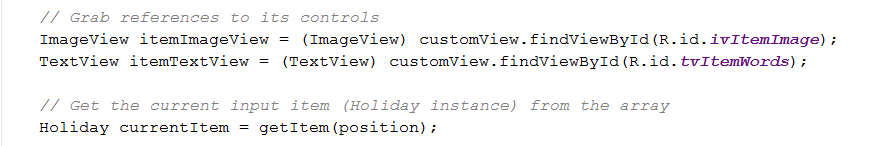 // Grab references to its controls
ImageView itemImageView = (ImageView) customView.findViewById(R.id.ivItemImage);
TextView itemTextView = (TextView) customView.findViewById(R.id.tvItemWords);
// Get the current input item (Holiday instance) from the array
Holiday currentItem = getItem(position);